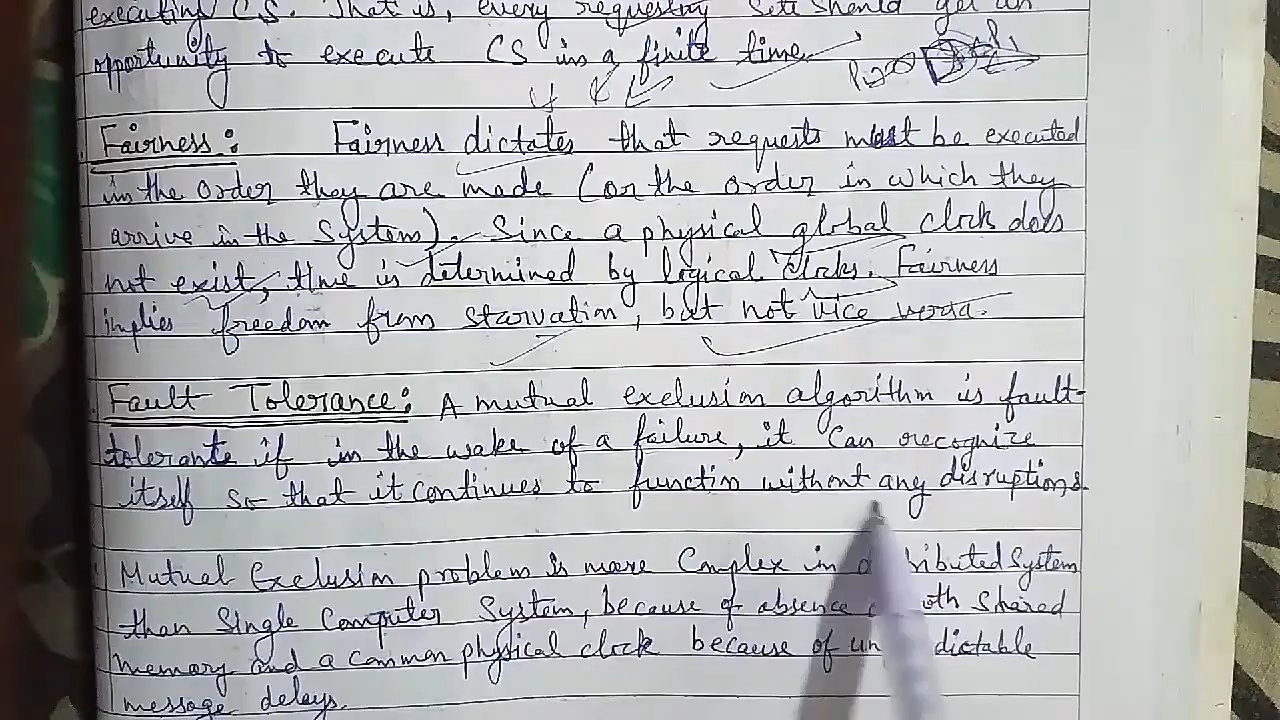 executing CS. That is, every requesting site should get an
opportunity to execute CS in a finite time.
Fairness: Fairness dictates that requests must be executed
in the order they are made (or the order in which they
arrive in the System). Since a physical global clock does
not exist, time is determined by logical clocks. Fairness
implies freedom from starvation, but not vice versa.
Fault Tolerance: A mutual exclusion algorithm is fault-
tolerante if in the wake of a failure, it can recognize
itself so that it continues to function without any disruptions.
Mutual Exclusion problem is more Complex in ibuted System
than Single Computer System, because of absence oth shared
memory and a common physical clock because of un dictable
message delays.